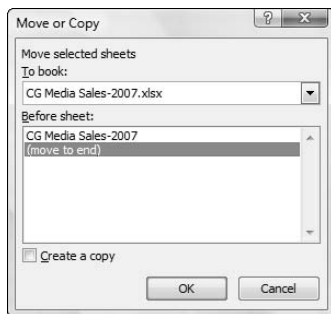 Move or Copy
Move selected sheets
To book:
CG Media Sales-2007.xlsx
Before sheet:
CG Media Sales-2007
(move to end)
Create a copy
OK
Cancel